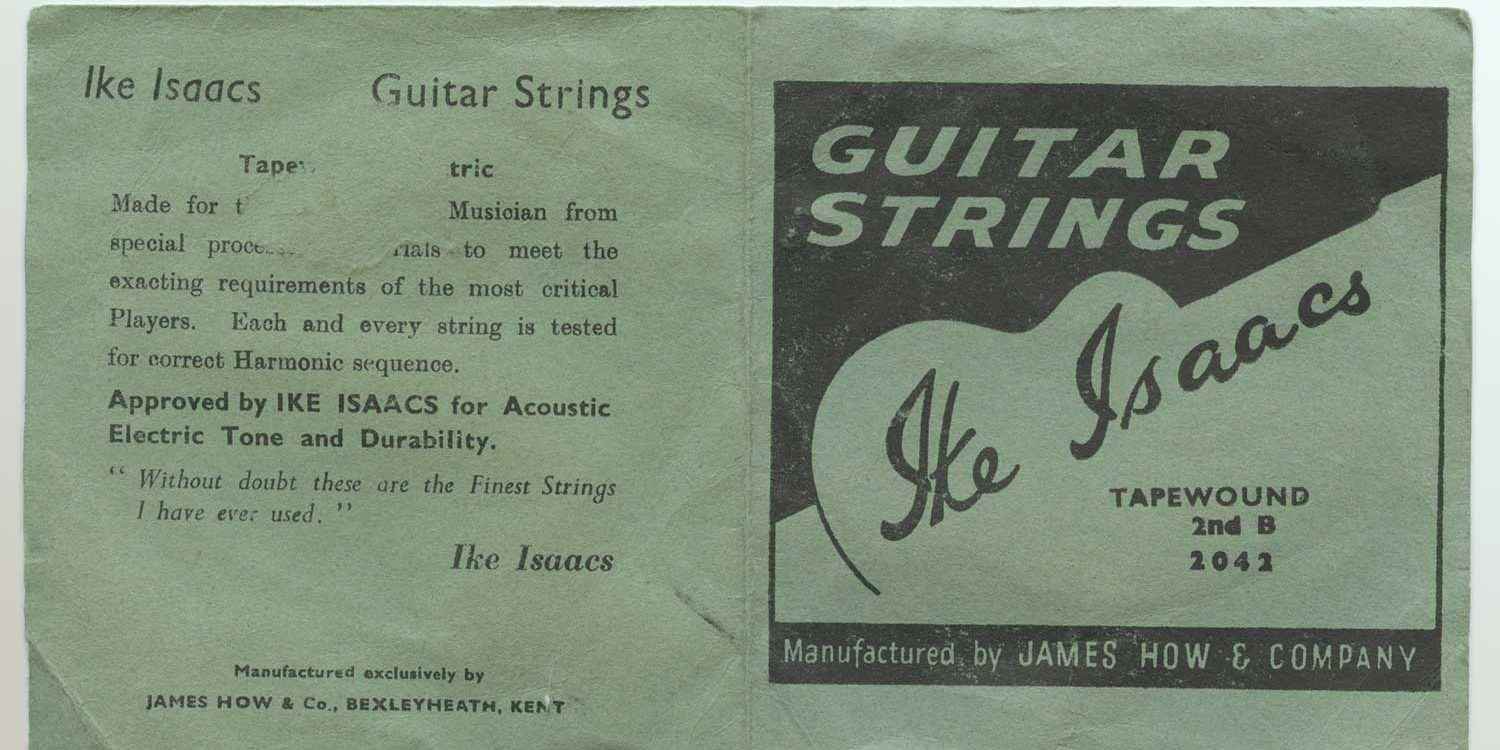 Ike Isaacs Guitar Strings
Made for Musician from
special to meet the
exacting requirements of the most critical
Players. Each and every string is tested
for correct Harmonic sequence.
Approved by IKE ISAACS for Acoustic
Electric Tone and Durability.
“ Without doubt these are the Finest Strings
I have ever used. ”
Ike Isaacs
Manufactured exclusively by
JAMES HOW & Co., BEXLEYHEATH, KENT
GUITAR
STRINGS
Ike Isaacs
TAPEWOUND
2nd B
2042
Manufactured by JAMES HOW & COMPANY